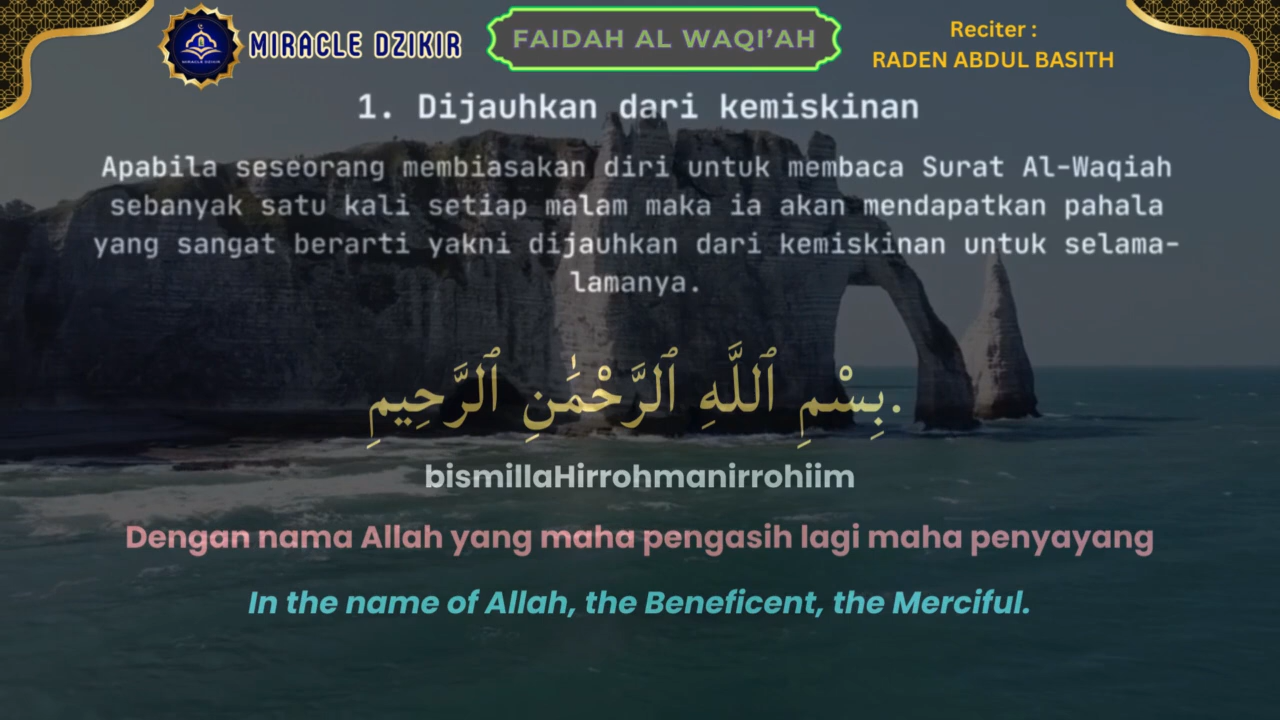 MIRACLE DZIKIR
FAIDAH AL WAQI’AH
Reciter :
RADEN ABDUL BASITH
1. Dijauhkan dari kemiskinan
Apabila seseorang membiasakan diri untuk membaca Surat Al-Waqiah
sebanyak satu kali setiap malam maka ia akan mendapatkan pahala
yang sangat berarti yakni dijauhkan dari kemiskinan untuk selama-
lamanya.
بِسْمِ ٱللَّهِ ٱلرَّحْمَٰنِ ٱلرَّحِيمِ.
bismillaHirrohmanirrohiim
Dengan nama Allah yang maha pengasih lagi maha penyayang
In the name of Allah, the Beneficent, the Merciful.